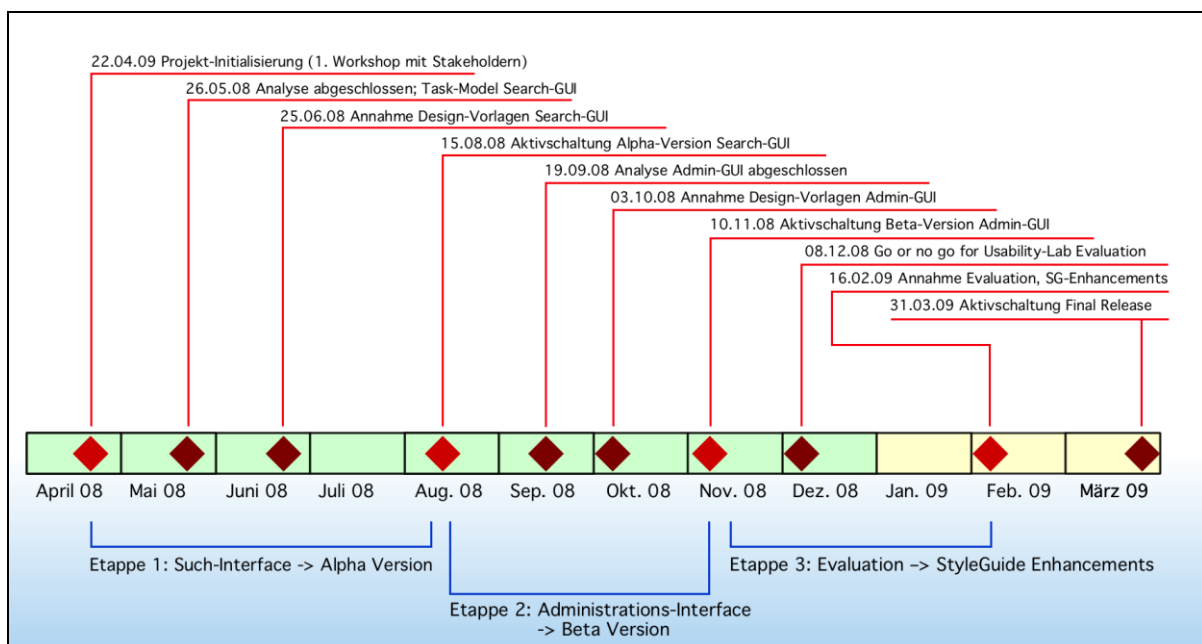 22.04.09 Projekt-Initialisierung (1. Workshop mit Stakeholdern)
26.05.08 Analyse abgeschlossen; Task-Model Search-GUI
25.06.08 Annahme Design-Vorlagen Search-GUI
15.08.08 Aktivschaltung Alpha-Version Search-GUI
19.09.08 Analyse Admin-GUI abgeschlossen
03.10.08 Annahme Design-Vorlagen Admin-GUI
10.11.08 Aktivschaltung Beta-Version Admin-GUI
08.12.08 Go or no go for Usability-Lab Evaluation
16.02.09 Annahme Evaluation, SG-Enhancements
31.03.09 Aktivschaltung Final Release
April 08 Mai 08 Juni 08 Juli 08 Aug. 08 Sep. 08 Okt. 08 Nov. 08 Dez. 08 Jan. 09 Feb. 09 März 09
Etappe 1: Such-Interface -> Alpha Version
Etappe 3: Evaluation –> StyleGuide Enhancements
Etappe 2: Administrations-Interface
-> Beta Version